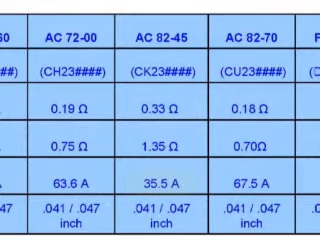 60 AC 72-00 AC 82-45 AC 82-70
##) (CH23####) (CK23####) (CU23####)
0.19 Ω 0.33 Ω 0.18 Ω
0.75 Ω 1.35 Ω 0.70Ω
63.6 A 35.5 A 67.5 A
47 .041 / .047 .041 / .047 .041 / .047
inch inch inch